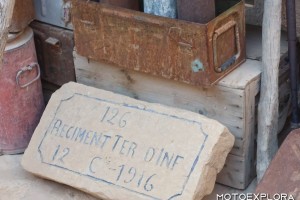 126
REGIMENT TER D'INF
12 C 1916
MOTOEXPLORA